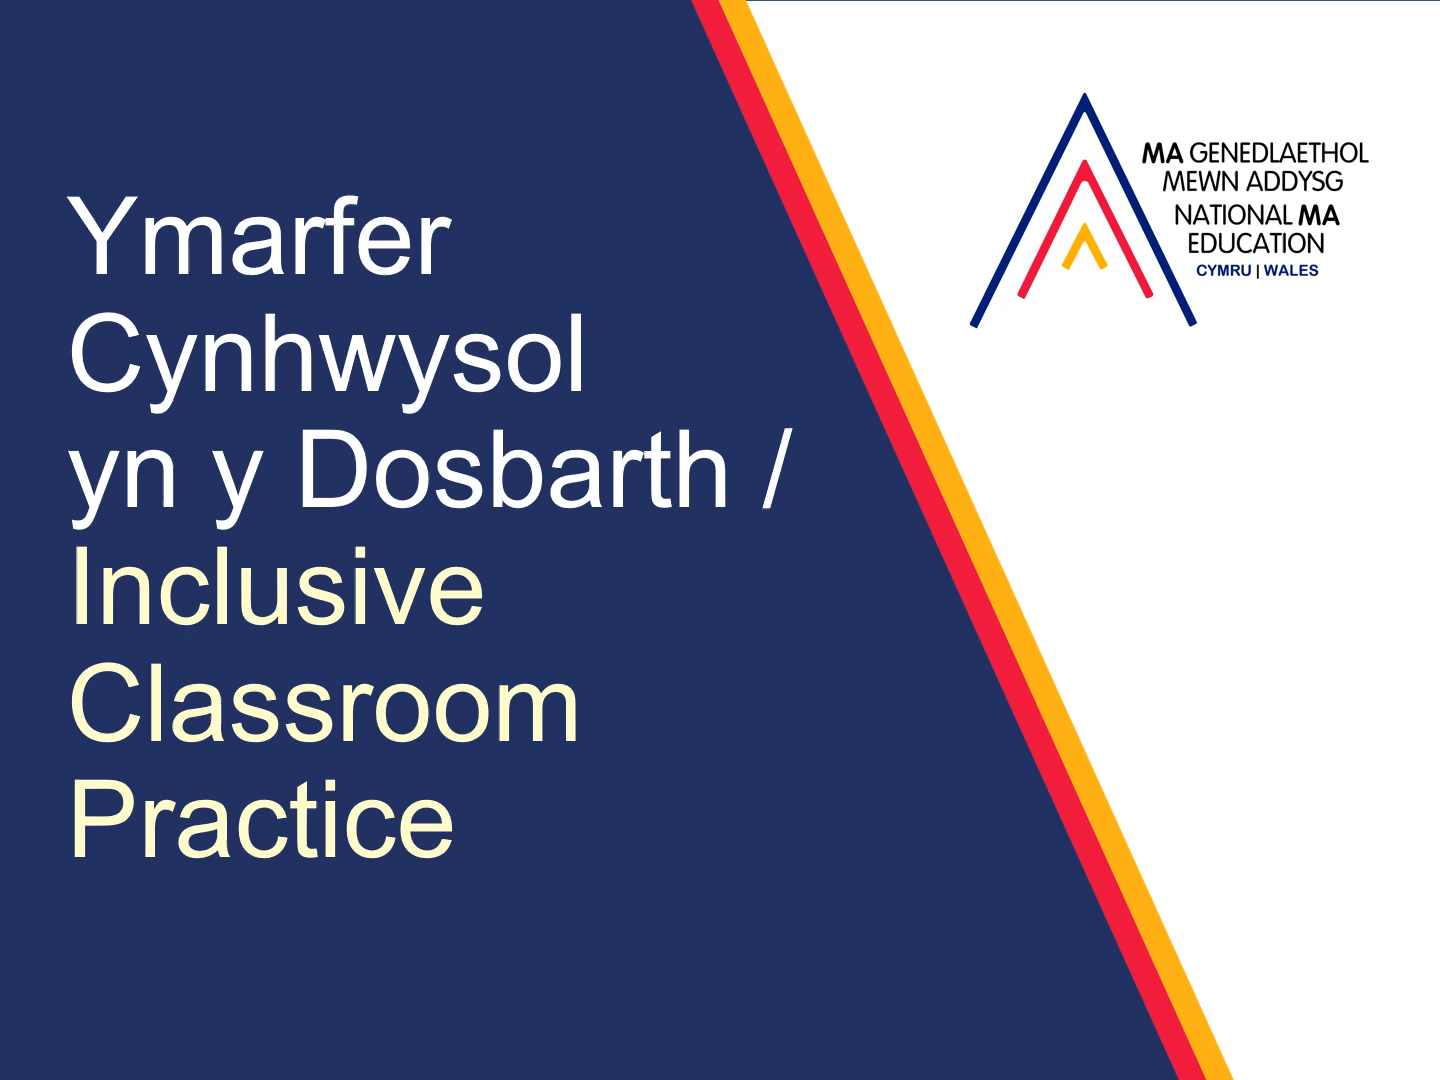 Ymarfer
Cynhwysol
yn y Dosbarth /
Inclusive
Classroom
Practice
MA GENEDLAETHOL
MEWN ADDYSG
NATIONAL MA
EDUCATION
CYMRU | WALES